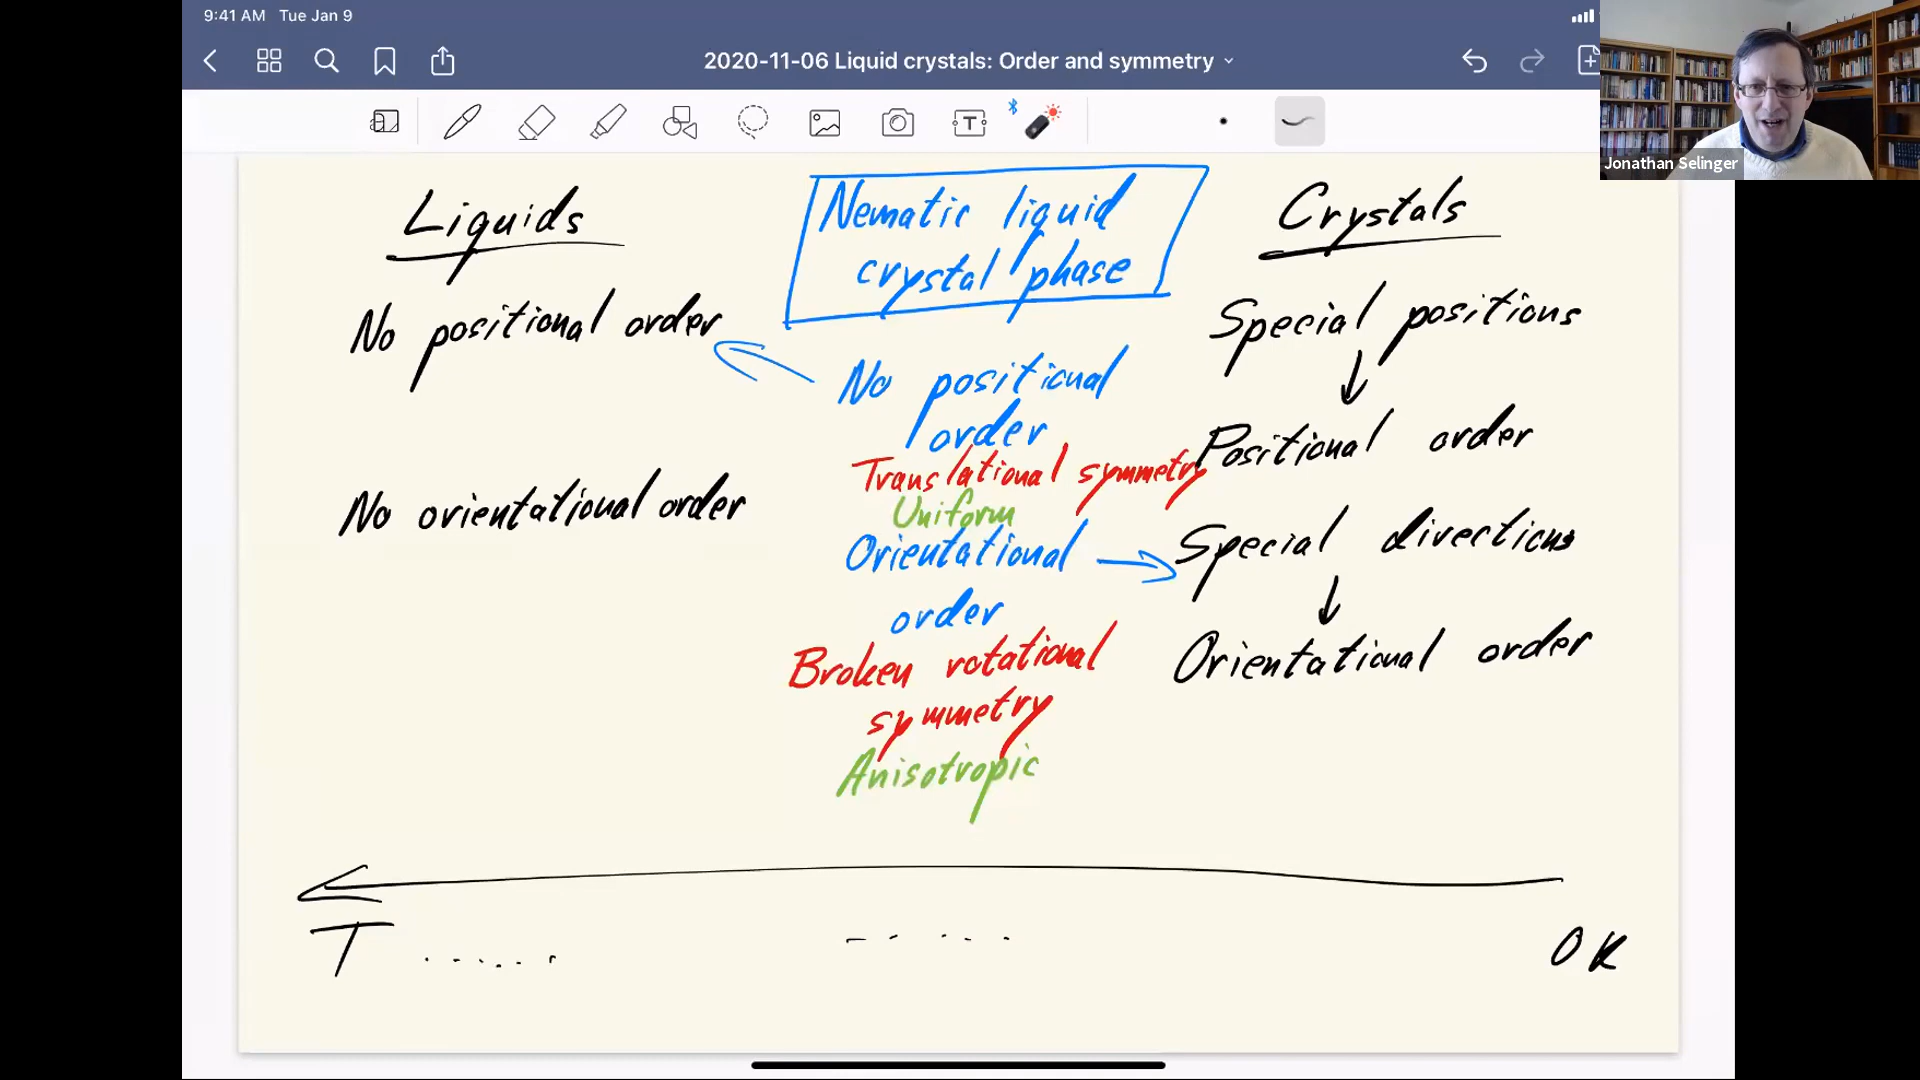 9:41 AM Tue Jan 9
2020-11-06 Liquid crystals: Order and symmetry
T
Jonathan Selinger
Liquids
No positional order
No orientational order
Nematic liquid
crystal phase
No positional
order
Translational symmetry
Uniform
Orientational
order
Broken rotational
symmetry
Anisotropic
Crystals
Special positions
Positional order
Special directions
Orientational order
T
0 K